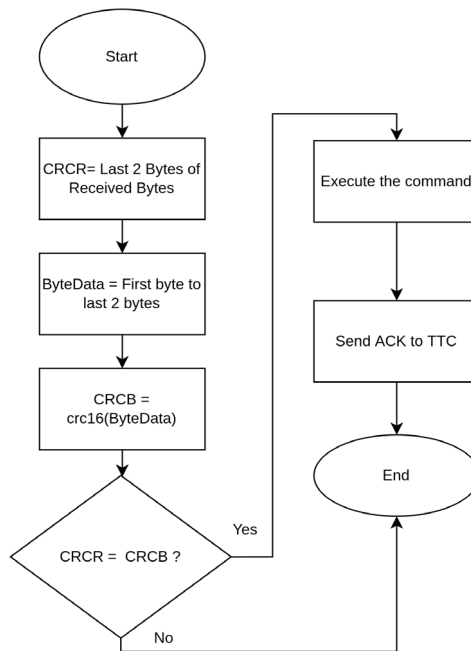 Start
CRCR= Last 2 Bytes of
Received Bytes
ByteData = First byte to
last 2 bytes
CRCB =
crc16(ByteData)
CRCR = CRCB ?
Yes
No
Execute the command
Send ACK to TTC
End